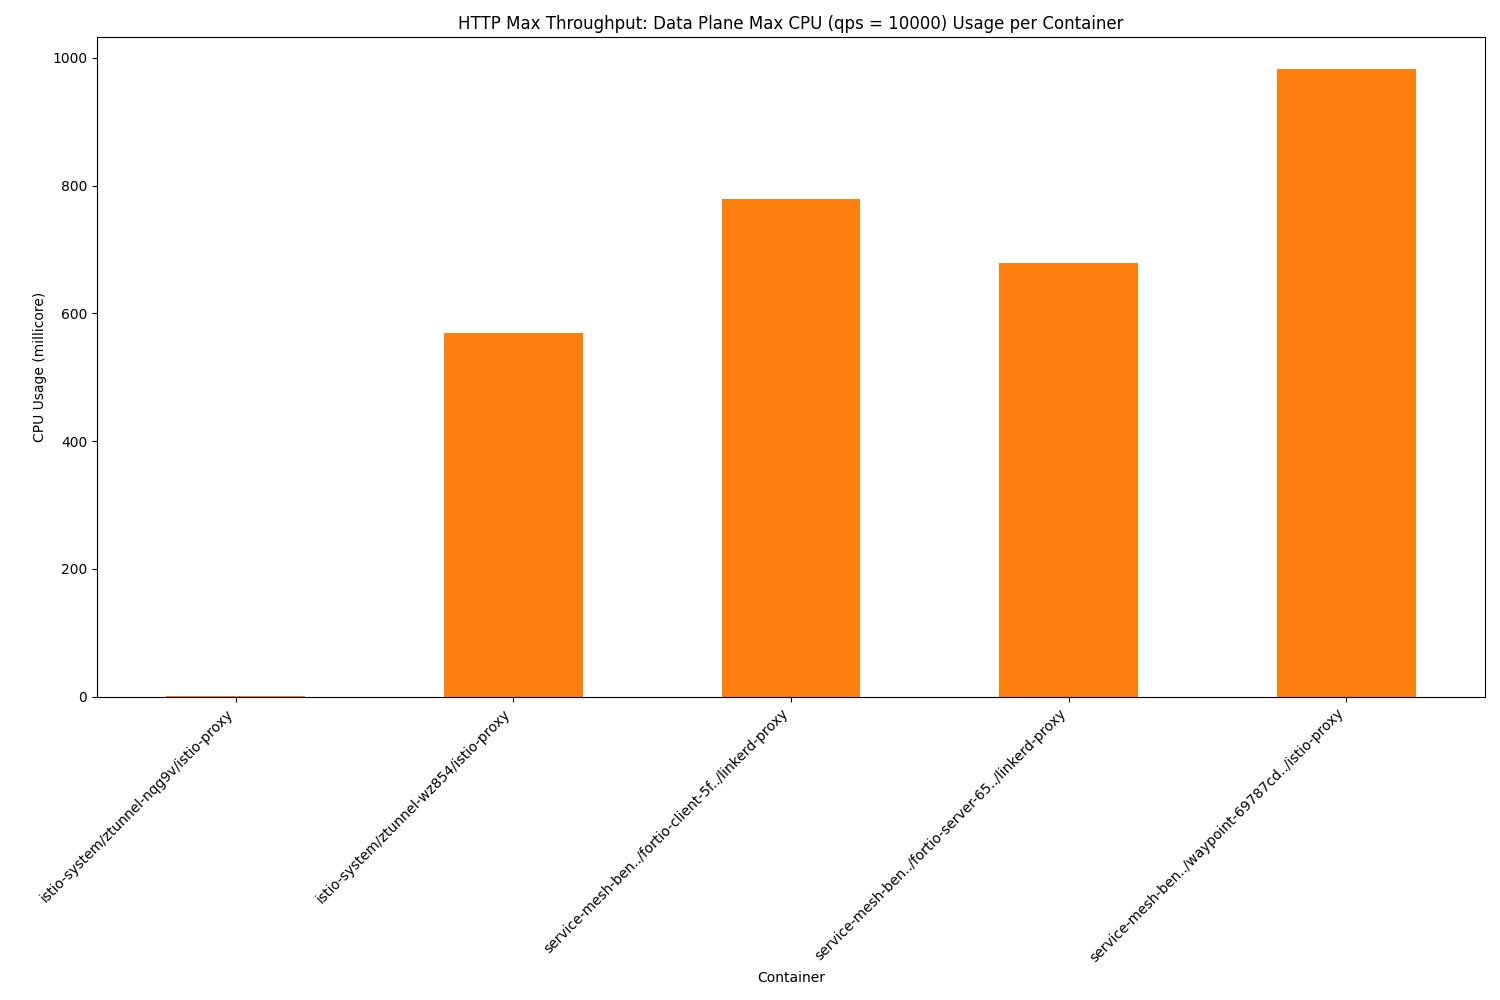 HTTP Max Throughput: Data Plane Max CPU (qps = 10000) Usage per Container
CPU Usage (millicore)
1000
800
600
400
200
0
istio-system/ztunnel-nqg9v/istio-proxy
istio-system/ztunnel-wz854/istio-proxy
service-mesh-ben../fortio-client-5f../linkerd-proxy
service-mesh-ben../fortio-server-65../linkerd-proxy
service-mesh-ben../waypoint-69787cd../istio-proxy
Container